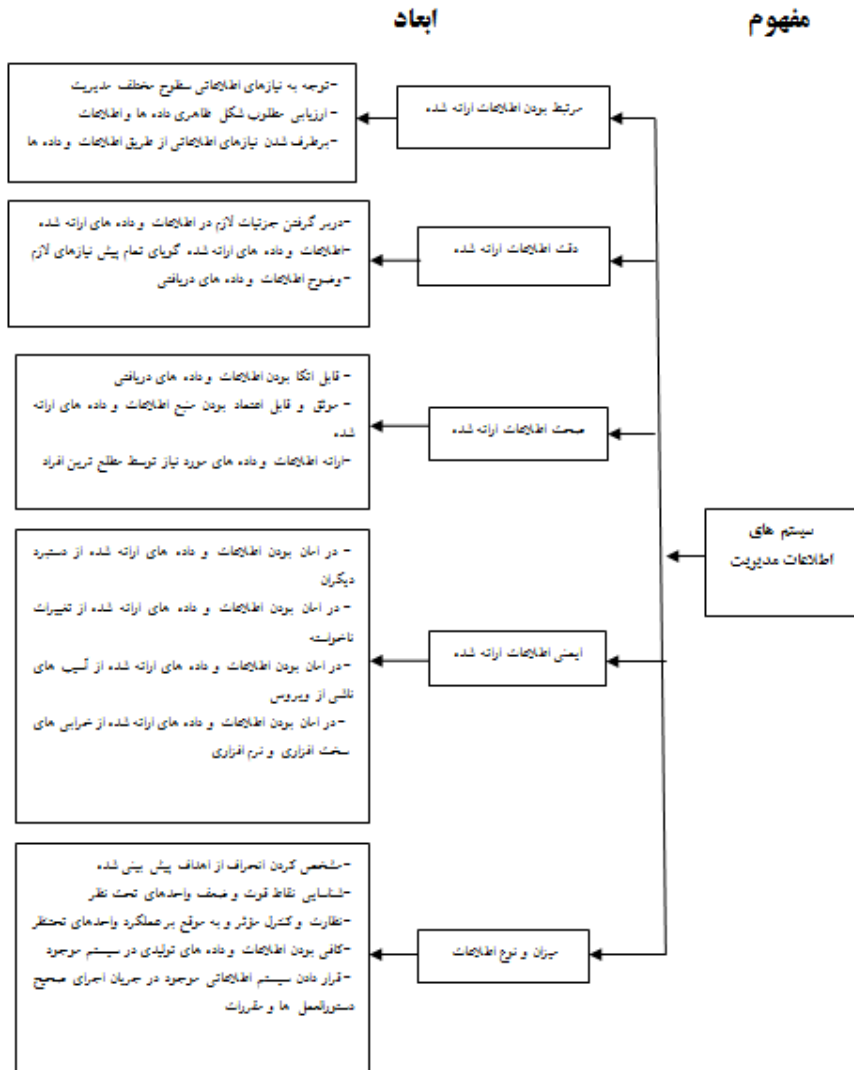 مفهوم
ابعاد
سیستم های
اطلاعات مدیریت
مرتبط بودن اطلاعات ارائه شده
-توجه به نیازهای اطلاعاتی سطوح مختلف مدیریت
-ارزیابی مطلوب شکل ظاهری داده ها و اطلاعات
-برطرف شدن نیازهای اطلاعاتی از طریق اطلاعات و داده ها
دقت اطلاعات ارائه شده
-دربر گرفتن جزئیات لازم در اطلاعات و داده های ارائه شده
-اطلاعات و داده های ارائه شده گویای تمام پیش نیازهای لازم
-وضوح اطلاعات و داده های دریافتی
صحت اطلاعات ارائه شده
- قابل اتکا بودن اطلاعات و داده های دریافتی
- موثق و قابل اعتماد بودن منبع اطلاعات و داده های ارائه
شده
-ارائه اطلاعات و داده های مورد نیاز توسط مطلع ترین افراد
ایمنی اطلاعات ارائه شده
- در امان بودن اطلاعات و داده های ارائه شده از دستبرد
دیگران
- در امان بودن اطلاعات و داده های ارائه شده از تغییرات
ناخواسته
-در امان بودن اطلاعات و داده های ارائه شده از آسیب های
ناشی از ویروس
-در امان بودن اطلاعات و داده های ارائه شده از خرابی های
سخت افزاری و نرم افزاری
میزان و نوع اطلاعات
-مشخص کردن انحراف از اهداف پیش بینی شده
-شناسایی نقاط قوت و ضعف واحدهای تحت نظر
-نظارت و کنترل مؤثر و به موقع بر عملکرد واحدهای تحتنظر
-کافی بودن اطلاعات و داده های تولیدی در سیستم موجود
-قرار دادن سیستم اطلاعاتی موجود در جریان اجرای صحیح
دستورالعمل ها و مقررات